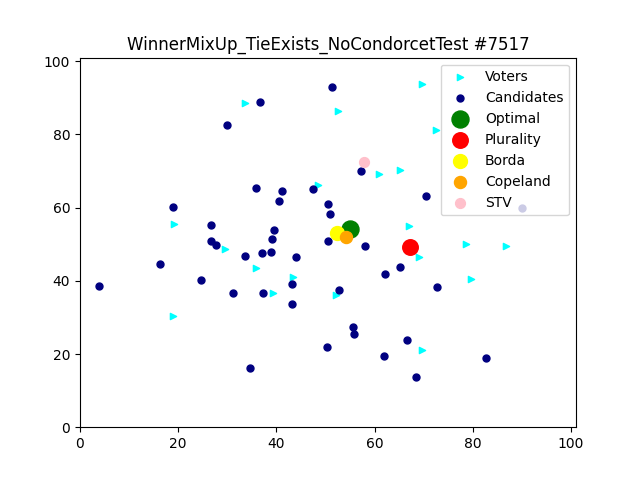 WinnerMixUp_TieExists_NoCondorcetTest #7517
100
80
60
40
20
0
0 20 40 60 80 100
Voters
Candidates
Optimal
Plurality
Borda
Copeland
STV